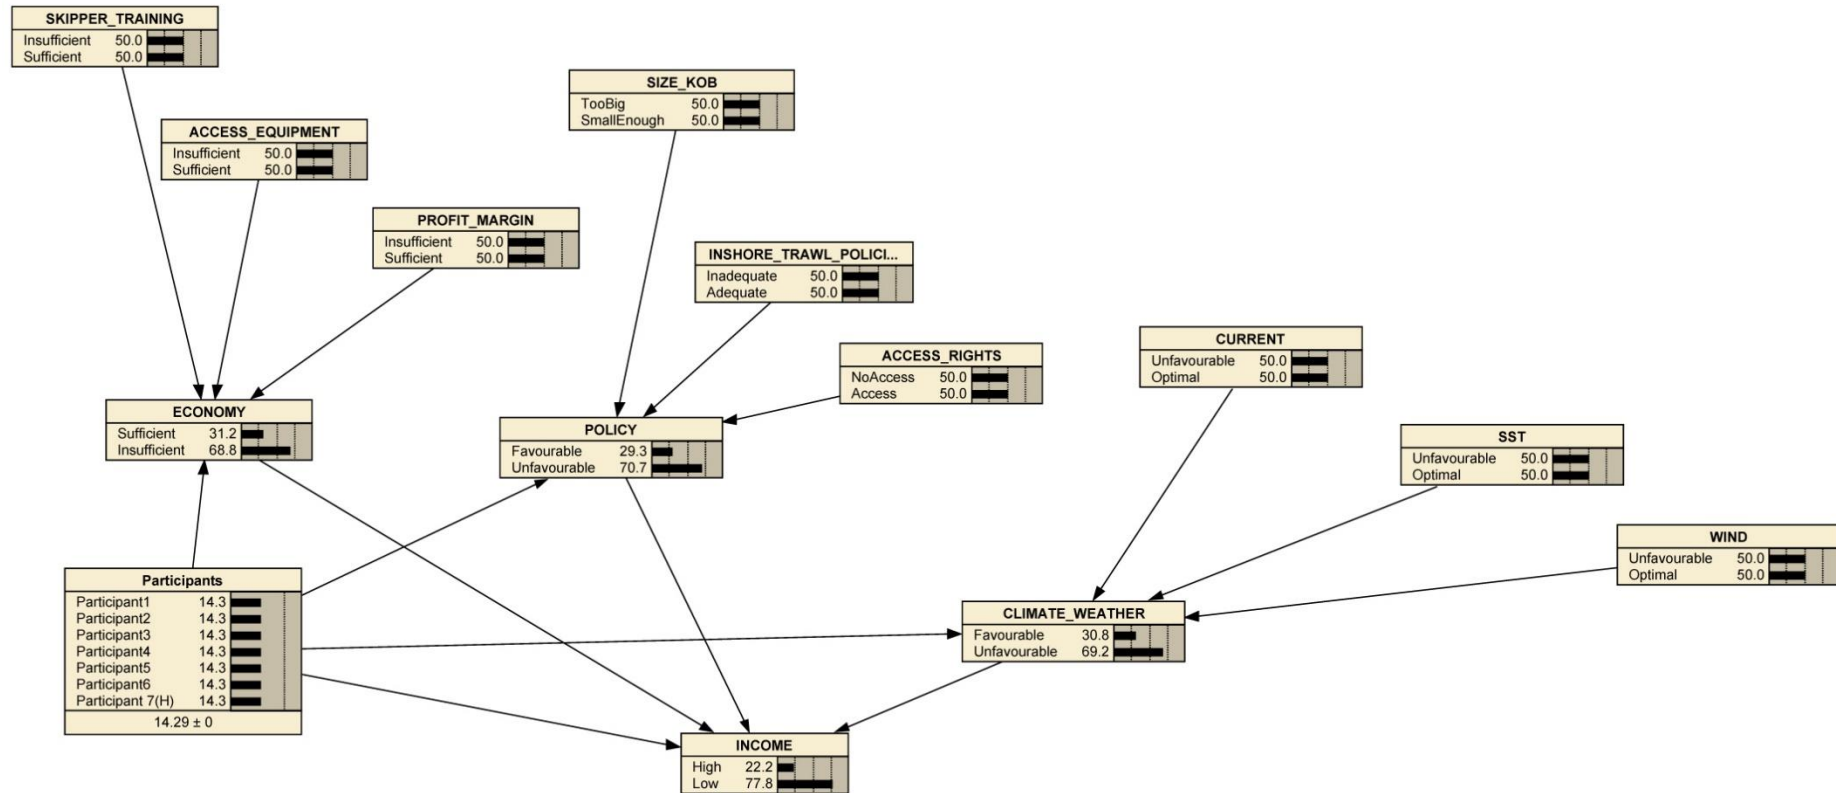 SKIPPER_TRAINING
Insufficient 50.0
Sufficient 50.0
ACCESS_EQUIPMENT
Insufficient 50.0
Sufficient 50.0
PROFIT_MARGIN
Insufficient 50.0
Sufficient 50.0
SIZE_KOB
TooBig 50.0
SmallEnough 50.0
INSHORE_TRAWL_POLICI...
Inadequate 50.0
Adequate 50.0
ACCESS_RIGHTS
NoAccess 50.0
Access 50.0
CURRENT
Unfavourable 50.0
Optimal 50.0
SST
Unfavourable 50.0
Optimal 50.0
WIND
Unfavourable 50.0
Optimal 50.0
ECONOMY
Sufficient 31.2
Insufficient 68.8
POLICY
Favourable 29.3
Unfavourable 70.7
Participants
Participant1 14.3
Participant2 14.3
Participant3 14.3
Participant4 14.3
Participant5 14.3
Participant6 14.3
Participant 7(H) 14.3
14.29 ± 0
CLIMATE_WEATHER
Favourable 30.8
Unfavourable 69.2
INCOME
High 22.2
Low 77.8